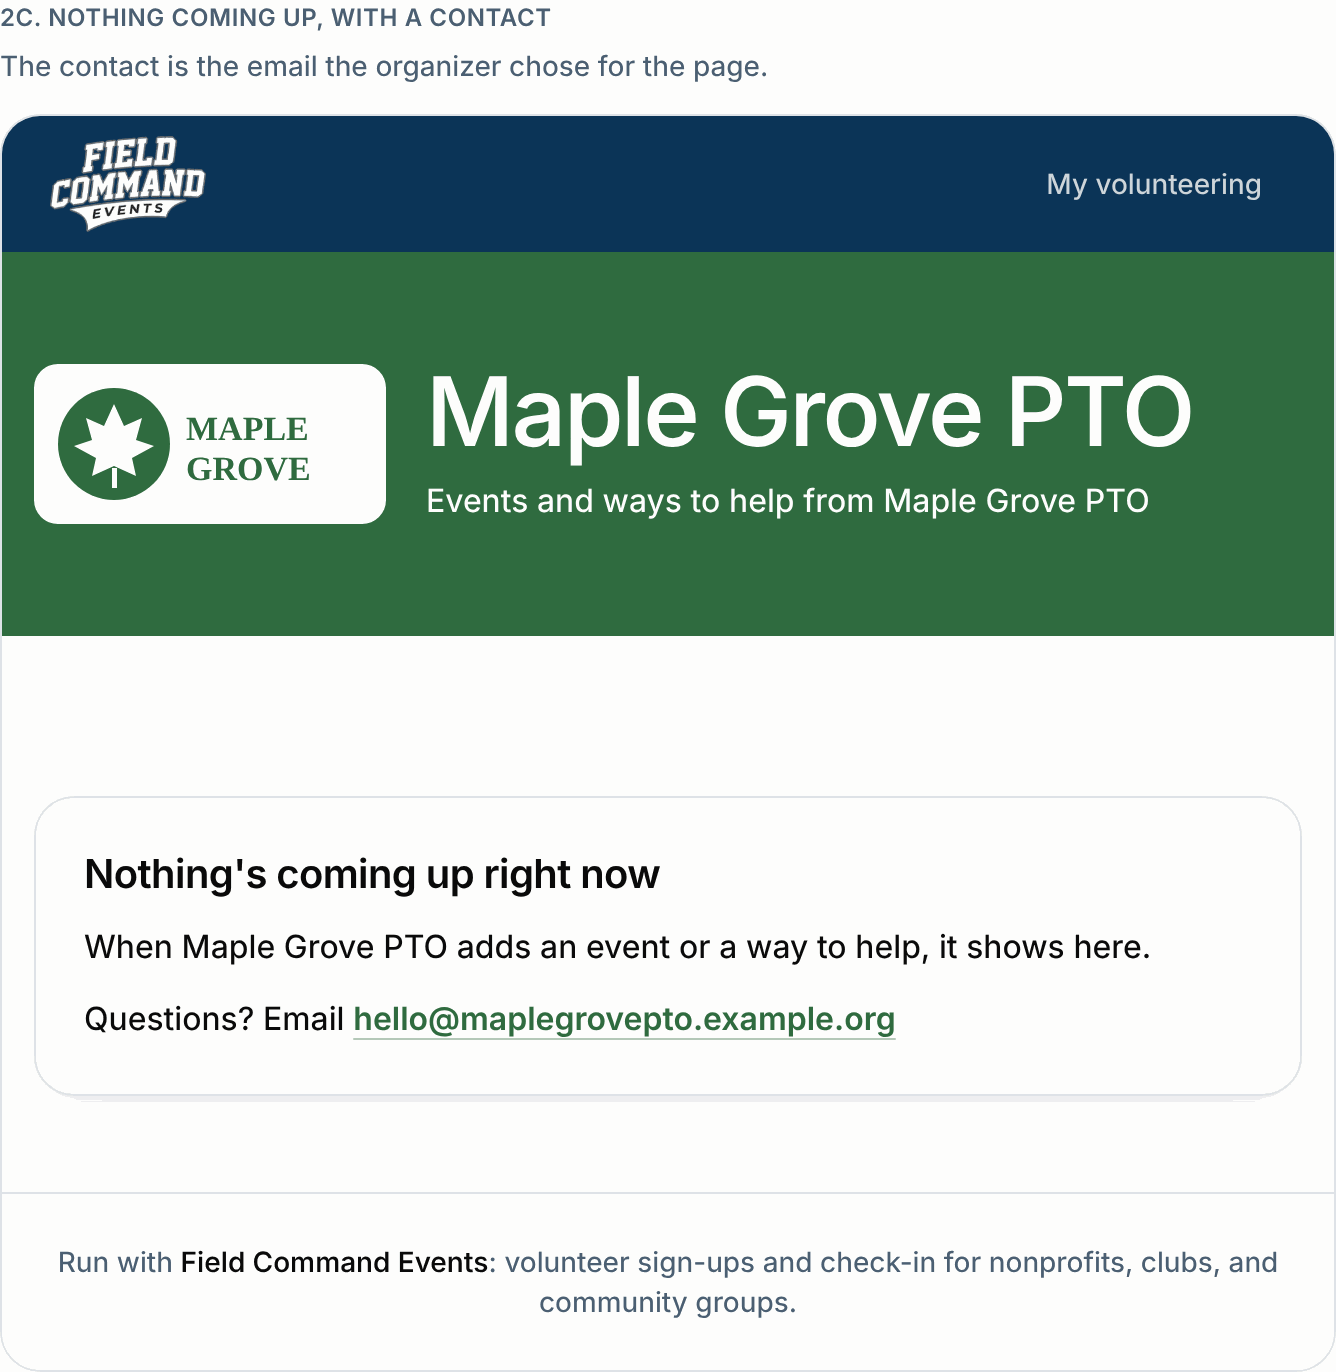 2C. NOTHING COMING UP, WITH A CONTACT
The contact is the email the organizer chose for the page.
FIELD
COMMAND
EVENTS
My volunteering
MAPLE
GROVE
Maple Grove PTO
Events and ways to help from Maple Grove PTO
Nothing's coming up right now
When Maple Grove PTO adds an event or a way to help, it shows here.
Questions? Email hello@maplegrovepto.example.org
Run with Field Command Events: volunteer sign-ups and check-in for nonprofits, clubs, and
community groups.